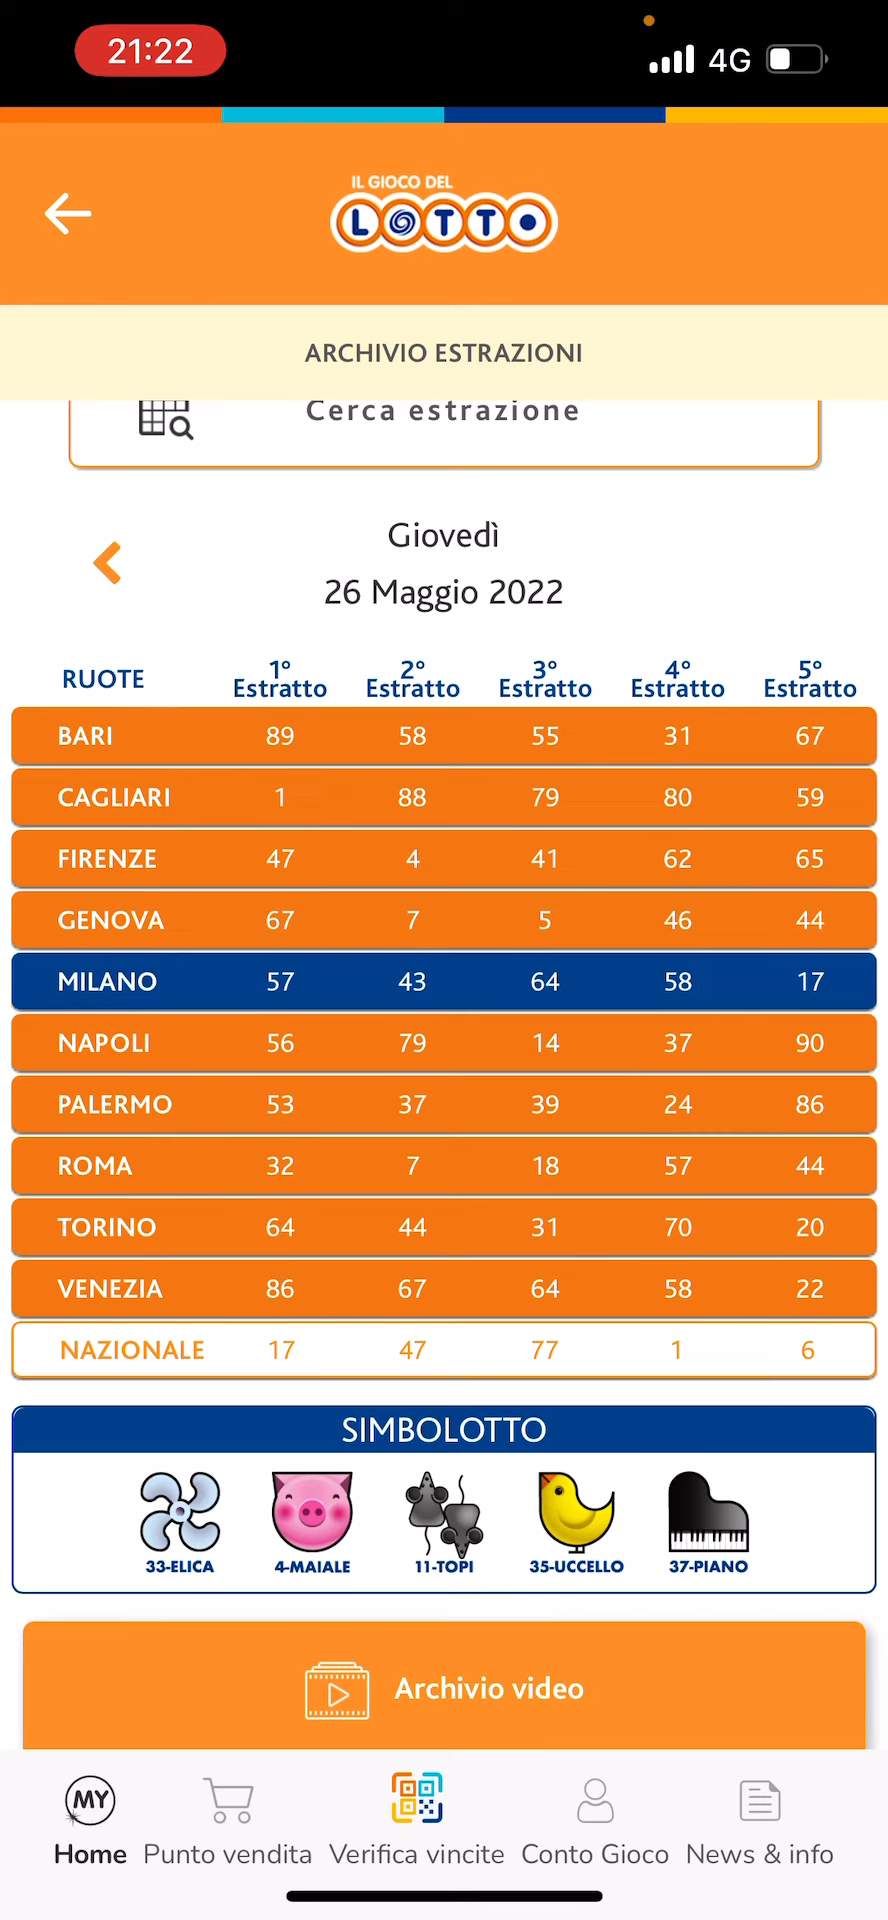 21:22
4G
IL GIOCO DEL
LOTTO
ARCHIVIO ESTRAZIONI
Cerca estrazione
Giovedì
26 Maggio 2022
RUOTE 1° Estratto 2° Estratto 3° Estratto 4° Estratto 5° Estratto
BARI 89 58 55 31 67
CAGLIARI 1 88 79 80 59
FIRENZE 47 4 41 62 65
GENOVA 67 7 5 46 44
MILANO 57 43 64 58 17
NAPOLI 56 79 14 37 90
PALERMO 53 37 39 24 86
ROMA 32 7 18 57 44
TORINO 64 44 31 70 20
VENEZIA 86 67 64 58 22
NAZIONALE 17 47 77 1 6
SIMBOLOTTO
33-ELICA 4-MAIALE 11-TOPI 35-UCCELLO 37-PIANO
Archivio video
MY
Home Punto vendita Verifica vincite Conto Gioco News & info